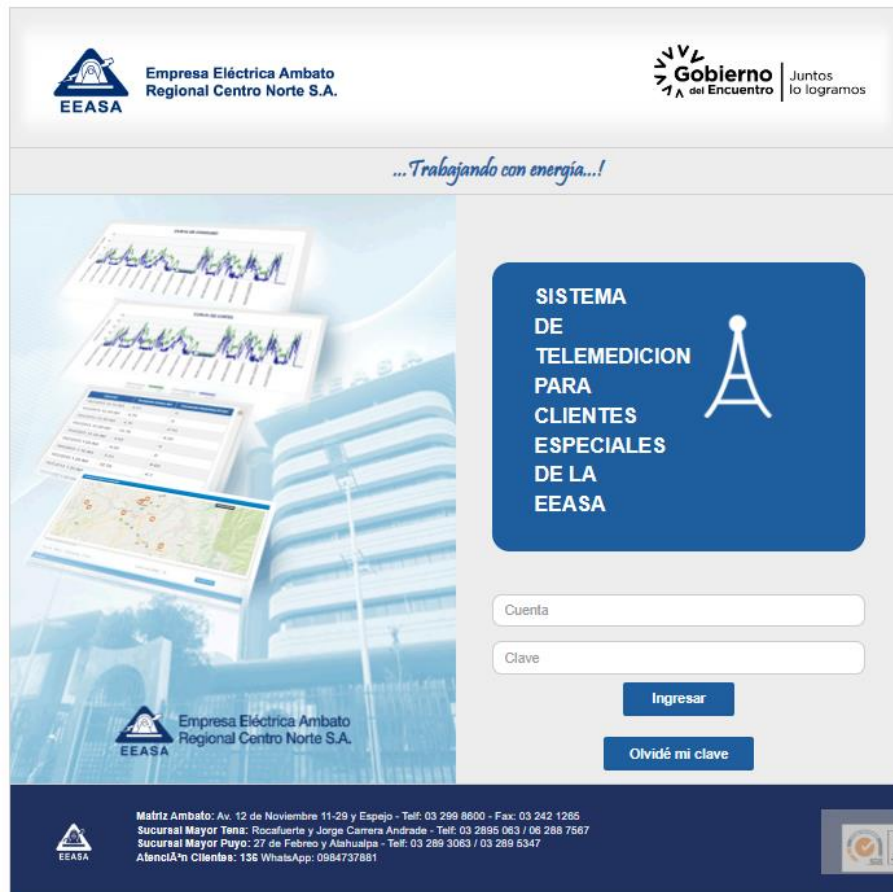 EEASA
Empresa Eléctrica Ambato
Regional Centro Norte S.A.
Gobierno
del Encuentro
Juntos
lo logramos
...Trabajando con energía...!
SISTEMA
DE
TELEMEDICION
PARA
CLIENTES
ESPECIALES
DE LA
EEASA
Cuenta
Clave
Ingresar
Olvidé mi clave
EEASA
Empresa Eléctrica Ambato
Regional Centro Norte S.A.
EEASA
Matriz Ambato: Av. 12 de Noviembre 11-29 y Espejo - Telf: 03 299 8600 - Fax: 03 242 1265
Sucursal Mayor Tena: Rocafuerte y Jorge Carrera Andrade - Telf: 03 2895 063 / 06 288 7567
Sucursal Mayor Puyo: 27 de Febreo y Atahualpa - Telf: 03 289 3063 / 03 289 5347
AtenciÃ³n Clientes: 136 WhatsApp: 0984737881